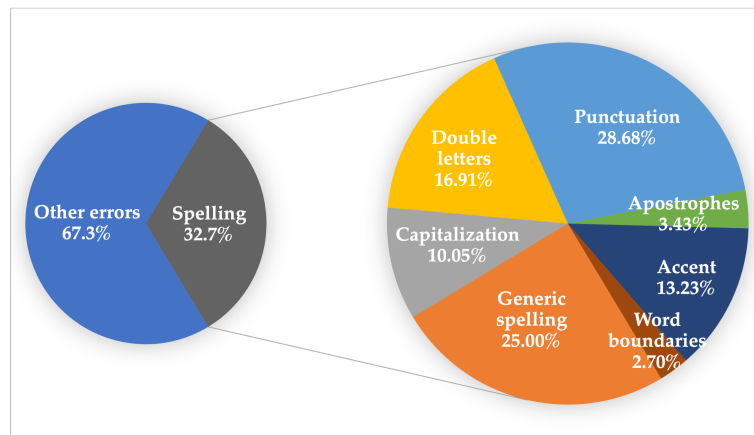 Other errors
67.3%
Spelling
32.7%
Punctuation
28.68%
Double
letters
16.91%
Apostrophes
3.43%
Capitalization
10.05%
Accent
13.23%
Generic
spelling
25.00%
Word
boundaries
2.70%